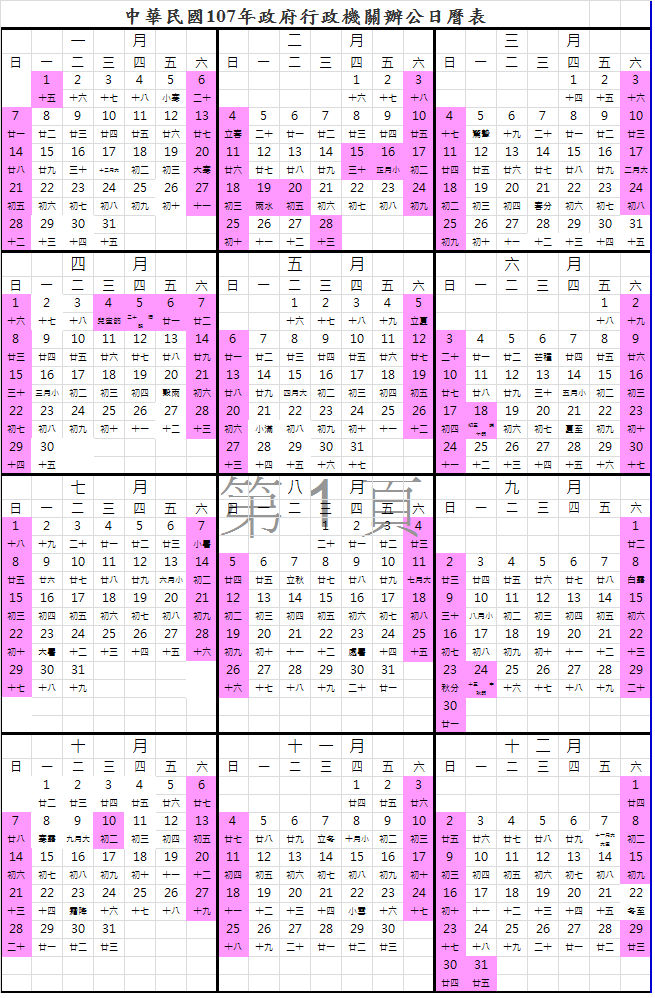 中華民國107年政府行政機關辦公日曆表
一 月
日 一 二 三 四 五 六
1 2 3 4 5 6
十五 十六 十七 十八 小寒 二十
7 8 9 10 11 12 13
廿一 廿二 廿三 廿四 廿五 廿六 廿七
14 15 16 17 18 19 20
廿八 廿九 三十 十二月大 初二 初三 大寒
21 22 23 24 25 26 27
初五 初六 初七 初八 初九 初十 十一
28 29 30 31
十二 十三 十四 十五
二 月
日 一 二 三 四 五 六
1 2 3
十六 十七 十八
4 5 6 7 8 9 10
立春 二十 廿一 廿二 廿三 廿四 廿五
11 12 13 14 15 16 17
廿六 廿七 廿八 廿九 三十 正月小 初二
18 19 20 21 22 23 24
初三 雨水 初五 初六 初七 初八 初九
25 26 27 28
初十 十一 十二 十三
三 月
日 一 二 三 四 五 六
1 2 3
十四 十五 十六
4 5 6 7 8 9 10
十七 驚蟄 十九 二十 廿一 廿二 廿三
11 12 13 14 15 16 17
廿四 廿五 廿六 廿七 廿八 廿九 二月大
18 19 20 21 22 23 24
初二 初三 初四 春分 初六 初七 初八
25 26 27 28 29 30 31
初九 初十 十一 十二 十三 十四 十五
四 月
日 一 二 三 四 五 六
1 2 3 4 5 6 7
十六 十七 十八 兒童節 二十 廿一 廿二
8 9 10 11 12 13 14
廿三 廿四 廿五 廿六 廿七 廿八 廿九
15 16 17 18 19 20 21
三十 三月小 初二 初三 初四 穀雨 初六
22 23 24 25 26 27 28
初七 初八 初九 初十 十一 十二 十三
29 30
十四 十五
五 月
日 一 二 三 四 五 六
1 2 3 4 5
十六 十七 十八 十九 立夏
6 7 8 9 10 11 12
廿一 廿二 廿三 廿四 廿五 廿六 廿七
13 14 15 16 17 18 19
廿八 廿九 四月大 初二 初三 初四 初五
20 21 22 23 24 25 26
初六 小滿 初八 初九 初十 十一 十二
27 28 29 30 31
十三 十四 十五 十六 十七
六 月
日 一 二 三 四 五 六
1 2
十八 十九
3 4 5 6 7 8 9
二十 廿一 廿二 芒種 廿四 廿五 廿六
10 11 12 13 14 15 16
廿七 廿八 廿九 三十 五月小 初二 初三
17 18 19 20 21 22 23
初四 初六 初七 夏至 初九 初十
24 25 26 27 28 29 30
十一 十二 十三 十四 十五 十六 十七
第1頁
七 月
日 一 二 三 四 五 六
1 2 3 4 5 6 7
十八 十九 二十 廿一 廿二 廿三 小暑
8 9 10 11 12 13 14
廿五 廿六 廿七 廿八 廿九 六月小 初二
15 16 17 18 19 20 21
初三 初四 初五 初六 初七 初八 初九
22 23 24 25 26 27 28
初十 大暑 十二 十三 十四 十五 十六
29 30 31
十七 十八 十九
八 月
日 一 二 三 四 五 六
1 2 3 4
二十 廿一 廿二 廿三
5 6 7 8 9 10 11
廿四 廿五 立秋 廿七 廿八 廿九 七月大
12 13 14 15 16 17 18
初二 初三 初四 初五 初六 初七 初八
19 20 21 22 23 24 25
初九 初十 十一 十二 處暑 十四 十五
26 27 28 29 30 31
十六 十七 十八 十九 二十 廿一
九 月
日 一 二 三 四 五 六
1
廿二
2 3 4 5 6 7 8
廿三 廿四 廿五 廿六 廿七 廿八 白露
9 10 11 12 13 14 15
三十 八月小 初二 初三 初四 初五 初六
16 17 18 19 20 21 22
初七 初八 初九 初十 十一 十二 十三
23 24 25 26 27 28 29
秋分 十六 十七 十八 十九 二十
30
廿一
十 月
日 一 二 三 四 五 六
1 2 3 4 5 6
廿二 廿三 廿四 廿五 廿六 廿七
7 8 9 10 11 12 13
廿八 寒露 九月大 初二 初三 初四 初五
14 15 16 17 18 19 20
初六 初七 初八 初九 初十 十一 十二
21 22 23 24 25 26 27
十三 十四 霜降 十六 十七 十八 十九
28 29 30 31
二十 廿一 廿二 廿三
十 一 月
日 一 二 三 四 五 六
1 2 3
廿四 廿五 廿六
4 5 6 7 8 9 10
廿七 廿八 廿九 立冬 十月小 初二 初三
11 12 13 14 15 16 17
初四 初五 初六 初七 初八 初九 初十
18 19 20 21 22 23 24
十一 十二 十三 十四 小雪 十六 十七
25 26 27 28 29 30
十八 十九 二十 廿一 廿二 廿三
十 二 月
日 一 二 三 四 五 六
1
廿四
2 3 4 5 6 7 8
廿五 廿六 廿七 廿八 廿九 初二
9 10 11 12 13 14 15
初三 初四 初五 初六 初七 初八 初九
16 17 18 19 20 21 22
初十 十一 十二 十三 十四 十五 冬至
23 24 25 26 27 28 29
十七 十八 十九 二十 廿一 廿二 廿三
30 31
廿四 廿五